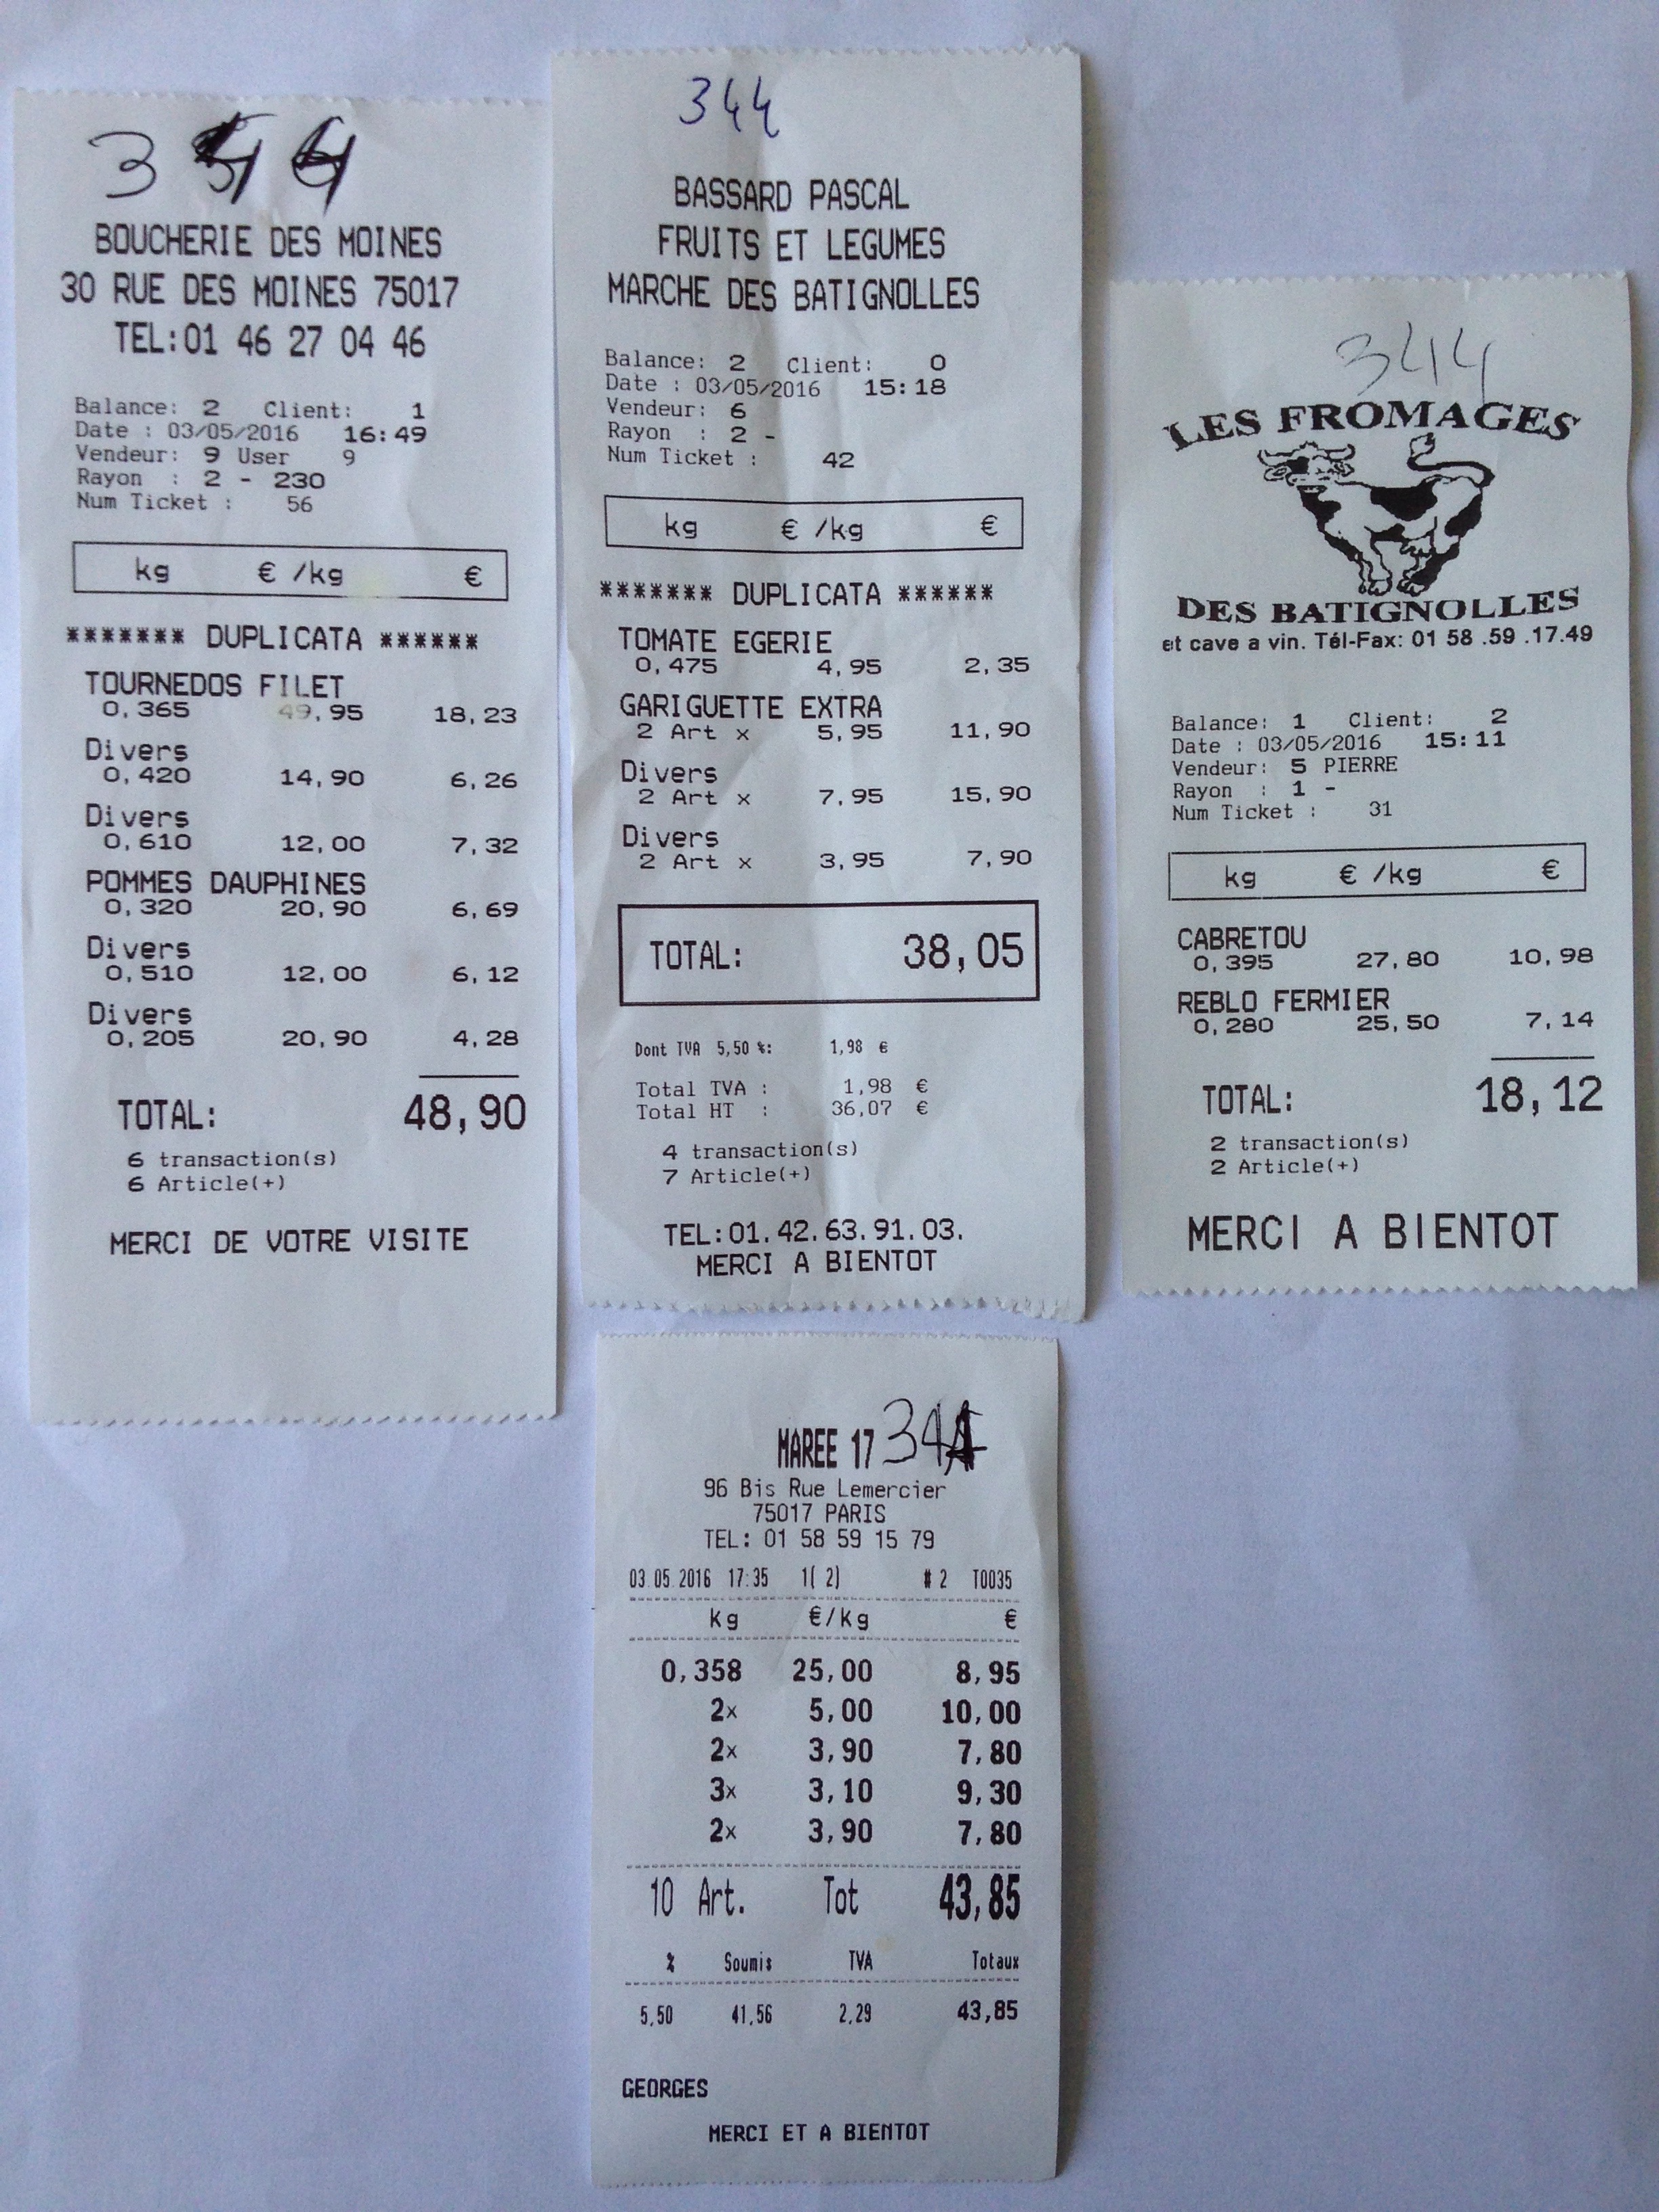 344
BOUCHERIE DES MOINES
30 RUE DES MOINES 75017
TEL:01 46 27 04 46
Balance: 2 Client: 1
Date : 03/05/2016 16:49
Vendeur: 9 User 9
Rayon : 2 - 230
Num Ticket : 56
kg € /kg €
******* DUPLICATA ******
TOURNEDOS FILET
0,365 49,95 18,23
Divers
0,420 14,90 6,26
Divers
0,610 12,00 7,32
POMMES DAUPHINES
0,320 20,90 6,69
Divers
0,510 12,00 6,12
Divers
0,205 20,90 4,28
TOTAL: 48,90
6 transaction(s)
6 Article(+)
MERCI DE VOTRE VISITE
344
BASSARD PASCAL
FRUITS ET LEGUMES
MARCHE DES BATIGNOLLES
Balance: 2 Client: 0
Date : 03/05/2016 15:18
Vendeur: 6
Rayon : 2 -
Num Ticket : 42
kg € /kg €
******* DUPLICATA ******
TOMATE EGERIE
0,475 4,95 2,35
GARIGUETTE EXTRA
2 Art x 5,95 11,90
Divers
2 Art x 7,95 15,90
Divers
2 Art x 3,95 7,90
TOTAL: 38,05
Dont TVA 5,50 %: 1,98 €
Total TVA : 1,98 €
Total HT : 36,07 €
4 transaction(s)
7 Article(+)
TEL:01.42.63.91.03.
MERCI A BIENTOT
344
LES FROMAGES
DES BATIGNOLLES
et cave a vin. Tél-Fax: 01 58 .59 .17.49
Balance: 1 Client: 2
Date : 03/05/2016 15:11
Vendeur: 5 PIERRE
Rayon : 1 -
Num Ticket : 31
kg € /kg €
CABRETOU
0,395 27,80 10,98
REBLO FERMIER
0,280 25,50 7,14
TOTAL: 18,12
2 transaction(s)
2 Article(+)
MERCI A BIENTOT
MAREE 17 344
96 Bis Rue Lemercier
75017 PARIS
TEL: 01 58 59 15 79
03.05.2016 17:35 1( 2) # 2 T0035
kg €/kg €
0,358 25,00 8,95
2x 5,00 10,00
2x 3,90 7,80
3x 3,10 9,30
2x 3,90 7,80
10 Art. Tot 43,85
% Soumis TVA Totaux
5,50 41,56 2,29 43,85
GEORGES
MERCI ET A BIENTOT